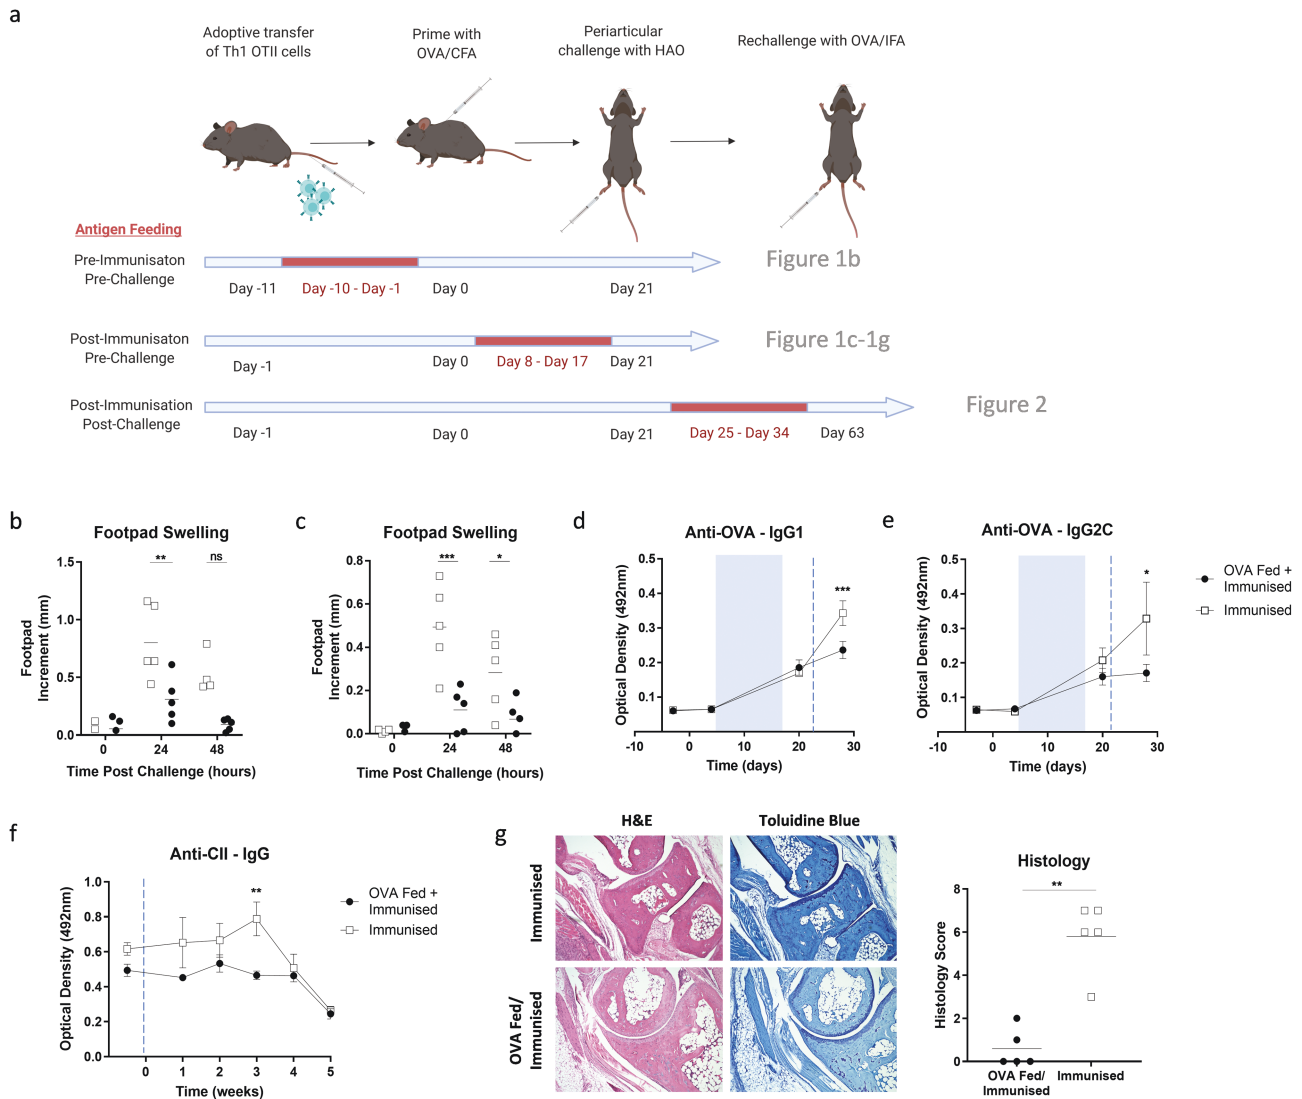 a
Adoptive transfer
of Th1 OTII cells
Prime with
OVA/CFA
Periarticular
challenge with HAO
Rechallenge with OVA/IFA
Antigen Feeding
Pre-Immunisaton
Pre-Challenge
Figure 1b
Day -11
Day -10 - Day -1
Day 0
Day 21
Post-Immunisaton
Pre-Challenge
Figure 1c-1g
Day -1
Day 0
Day 8 - Day 17
Day 21
Post-Immunisation
Post-Challenge
Figure 2
Day -1
Day 0
Day 21
Day 25 - Day 34
Day 63
b
Footpad Swelling
Footpad
Increment (mm)
1.5
1.0
0.5
0.0
**
ns
0
24
48
Time Post Challenge (hours)
c
Footpad Swelling
Footpad
Increment (mm)
0.8
0.6
0.4
0.2
0.0
***
*
0
24
48
Time Post Challenge (hours)
d
Anti-OVA - IgG1
Optical Density (492nm)
0.5
0.4
0.3
0.2
0.1
***
-10
0
10
20
30
Time (days)
e
Anti-OVA - IgG2C
Optical Density (492nm)
0.5
0.4
0.3
0.2
0.1
0.0
*
-10
0
10
20
30
Time (days)
OVA Fed +
Immunised
Immunised
f
Anti-CII - IgG
Optical Density (492nm)
1.0
0.8
0.6
0.4
0.2
0.0
**
0
1
2
3
4
5
Time (weeks)
OVA Fed +
Immunised
Immunised
g
H&E
Toluidine Blue
Immunised
OVA Fed/
Immunised
Histology
Histology Score
8
6
4
2
0
**
OVA Fed/
Immunised
Immunised